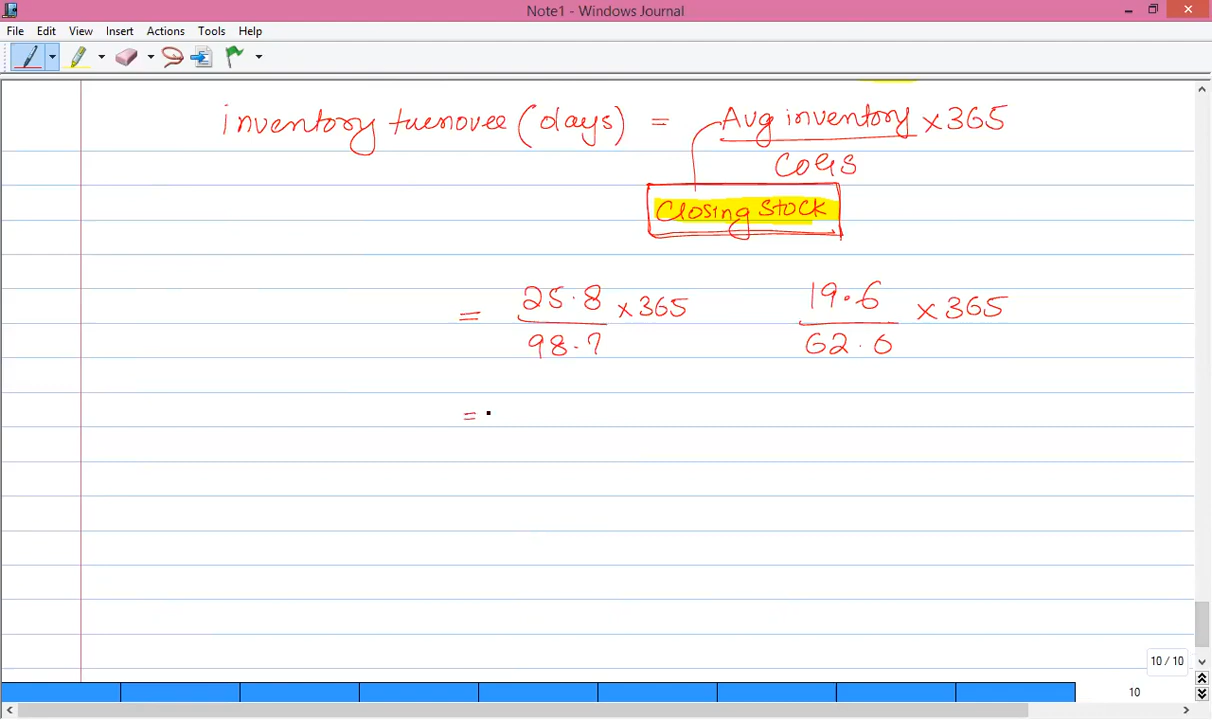 Note1 - Windows Journal
File Edit View Insert Actions Tools Help
inventory turnover (days) = Avg inventory × 365
COGS
Closing Stock
= 25.8 × 365 19.6 × 365
98.7 62.6
=
10 / 10
10